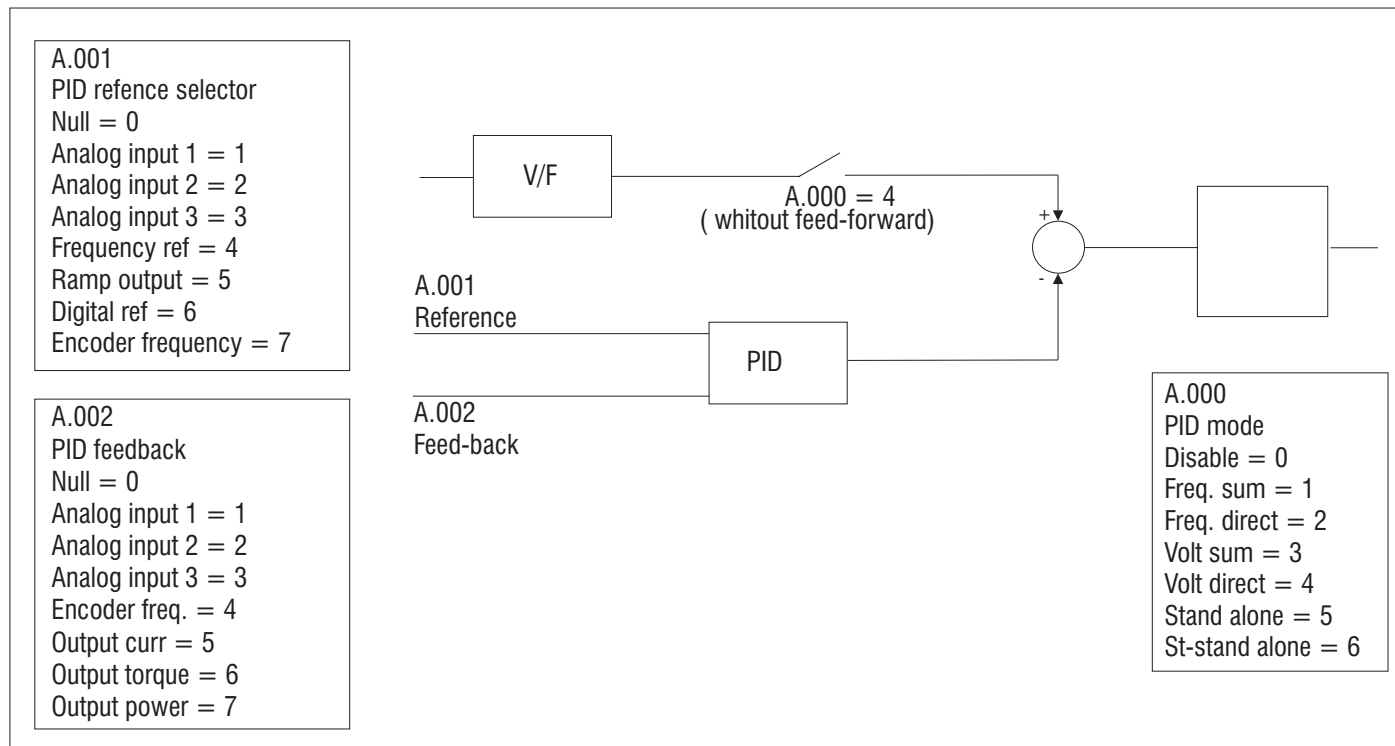 A.001
PID refence selector
Null = 0
Analog input 1 = 1
Analog input 2 = 2
Analog input 3 = 3
Frequency ref = 4
Ramp output = 5
Digital ref = 6
Encoder frequency = 7
A.002
PID feedback
Null = 0
Analog input 1 = 1
Analog input 2 = 2
Analog input 3 = 3
Encoder freq. = 4
Output curr = 5
Output torque = 6
Output power = 7
V/F
A.000 = 4
( whitout feed-forward)
+
-
A.001
Reference
PID
A.002
Feed-back
A.000
PID mode
Disable = 0
Freq. sum = 1
Freq. direct = 2
Volt sum = 3
Volt direct = 4
Stand alone = 5
St-stand alone = 6